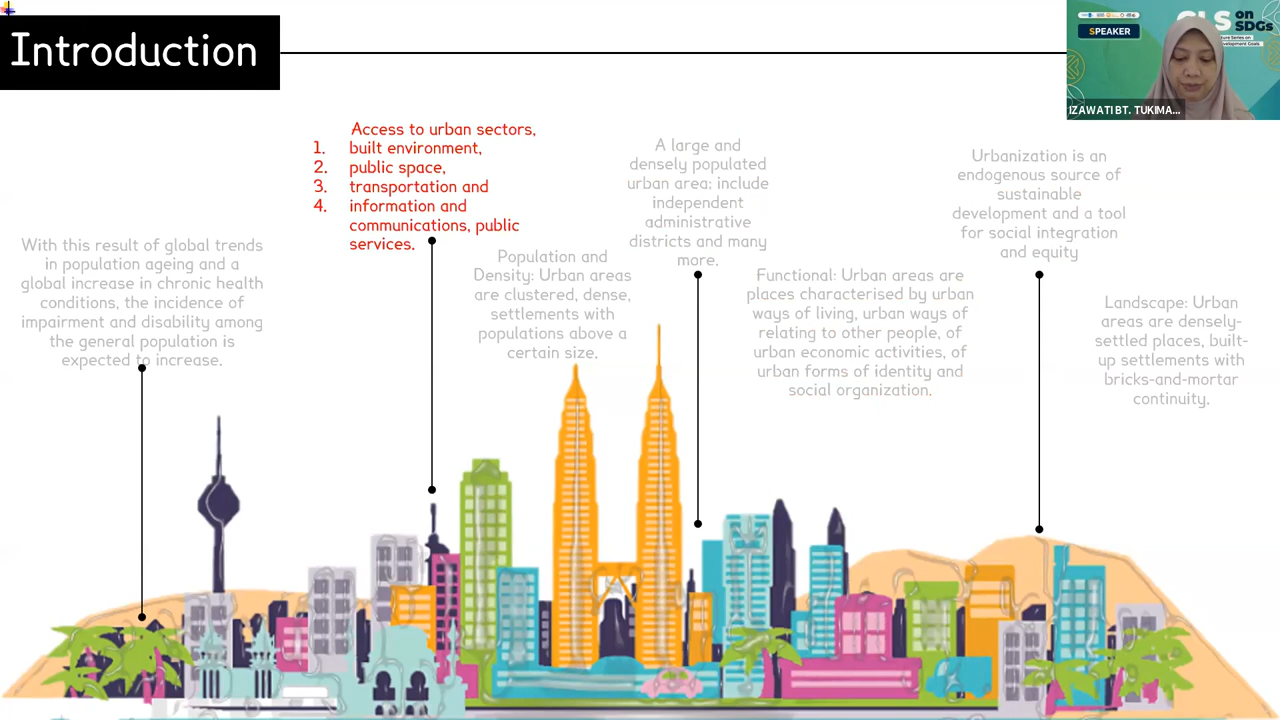 Introduction
SPEAKER
on
SDGs
IZAWATI BT. TUKIMA...
Access to urban sectors,
1. built environment,
2. public space,
3. transportation and
4. information and
communications, public
services.
With this result of global trends
in population ageing and a
global increase in chronic health
conditions, the incidence of
impairment and disability among
the general population is
expected to increase.
Population and
Density: Urban areas
are clustered, dense,
settlements with
populations above a
certain size.
A large and
densely populated
urban area; include
independent
administrative
districts and many
more.
Functional: Urban areas are
places characterised by urban
ways of living, urban ways of
relating to other people, of
urban economic activities, of
urban forms of identity and
social organization.
Urbanization is an
endogenous source of
sustainable
development and a tool
for social integration
and equity
Landscape: Urban
areas are densely-
settled places, built-
up settlements with
bricks-and-mortar
continuity.